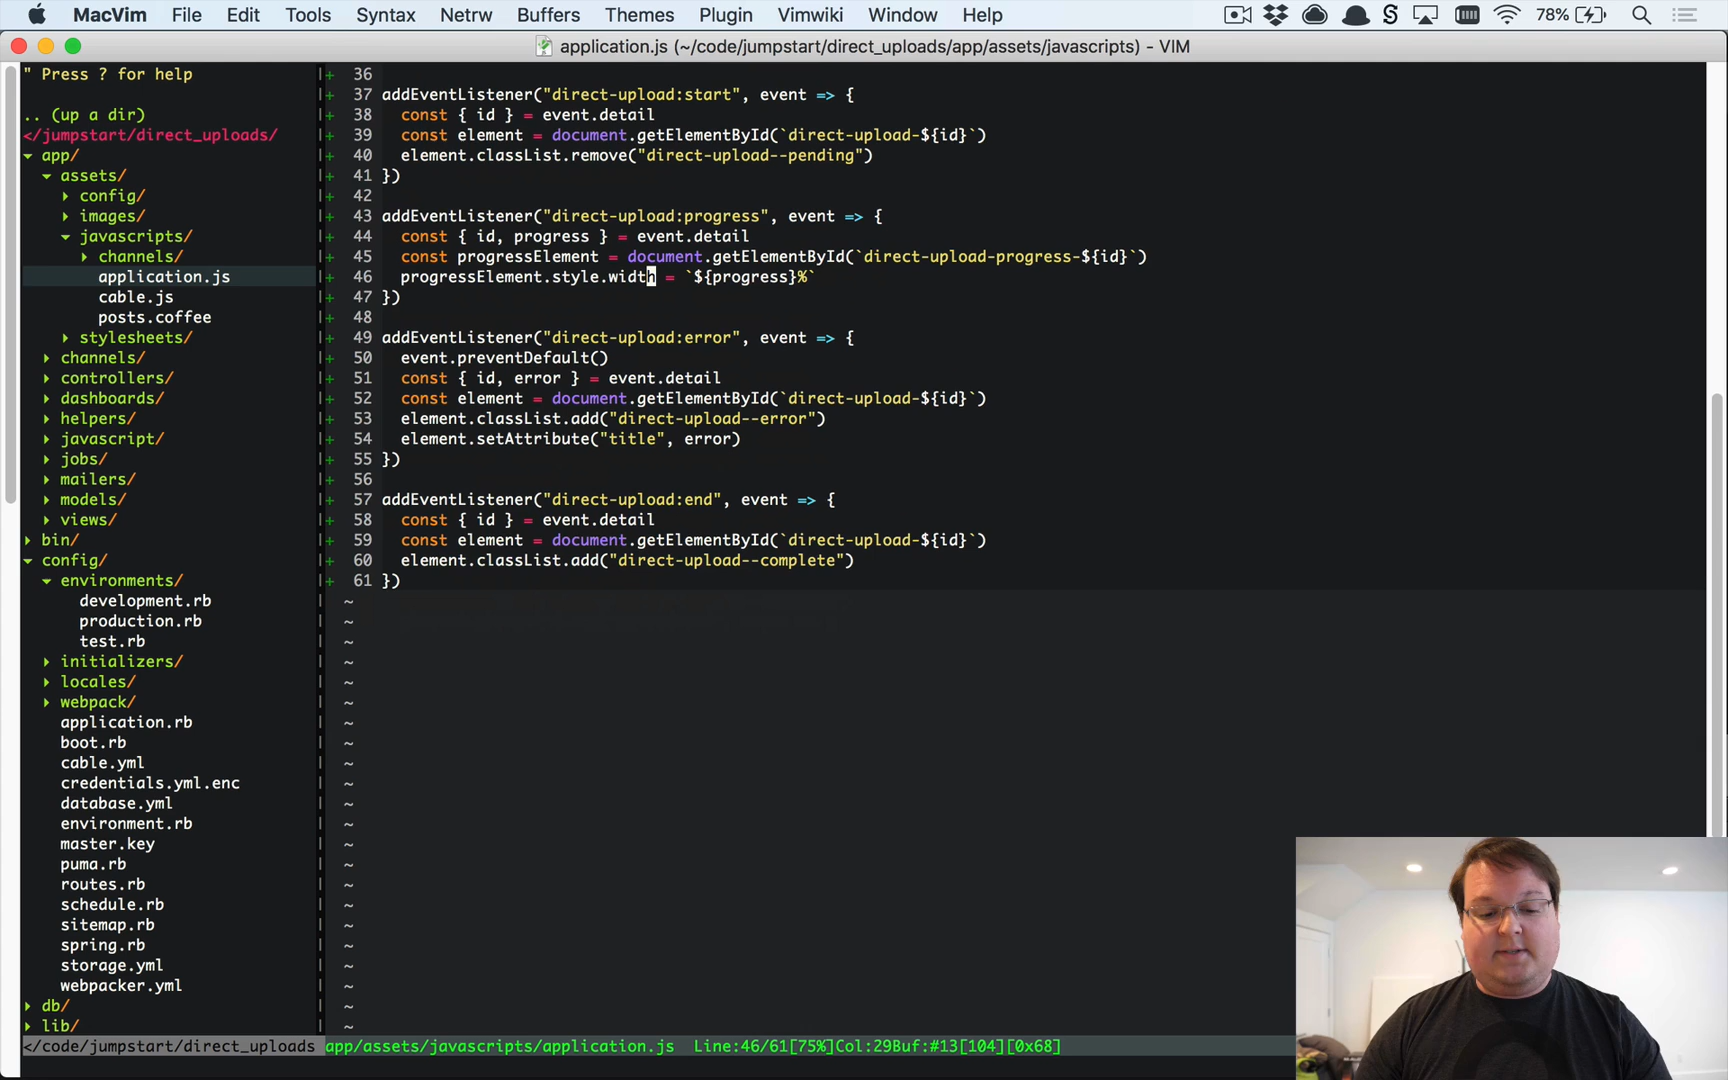 MacVim File Edit Tools Syntax Netrw Buffers Themes Plugin Vimwiki Window Help 78%
application.js (~/code/jumpstart/direct_uploads/app/assets/javascripts) - VIM
" Press ? for help
.. (up a dir)
</jumpstart/direct_uploads/
app/
assets/
config/
images/
javascripts/
channels/
application.js
cable.js
posts.coffee
stylesheets/
channels/
controllers/
dashboards/
helpers/
javascript/
jobs/
mailers/
models/
views/
bin/
config/
environments/
development.rb
production.rb
test.rb
initializers/
locales/
webpack/
application.rb
boot.rb
cable.yml
credentials.yml.enc
database.yml
environment.rb
master.key
puma.rb
routes.rb
schedule.rb
sitemap.rb
spring.rb
storage.yml
webpacker.yml
db/
lib/
36
37 addEventListener("direct-upload:start", event => {
38 const { id } = event.detail
39 const element = document.getElementById(`direct-upload-${id}`)
40 element.classList.remove("direct-upload--pending")
41 })
42
43 addEventListener("direct-upload:progress", event => {
44 const { id, progress } = event.detail
45 const progressElement = document.getElementById(`direct-upload-progress-${id}`)
46 progressElement.style.width = `${progress}%`
47 })
48
49 addEventListener("direct-upload:error", event => {
50 event.preventDefault()
51 const { id, error } = event.detail
52 const element = document.getElementById(`direct-upload-${id}`)
53 element.classList.add("direct-upload--error")
54 element.setAttribute("title", error)
55 })
56
57 addEventListener("direct-upload:end", event => {
58 const { id } = event.detail
59 const element = document.getElementById(`direct-upload-${id}`)
60 element.classList.add("direct-upload--complete")
61 })
</code/jumpstart/direct_uploads app/assets/javascripts/application.js Line:46/61[75%]Col:29Buf:#13[104][0x68]